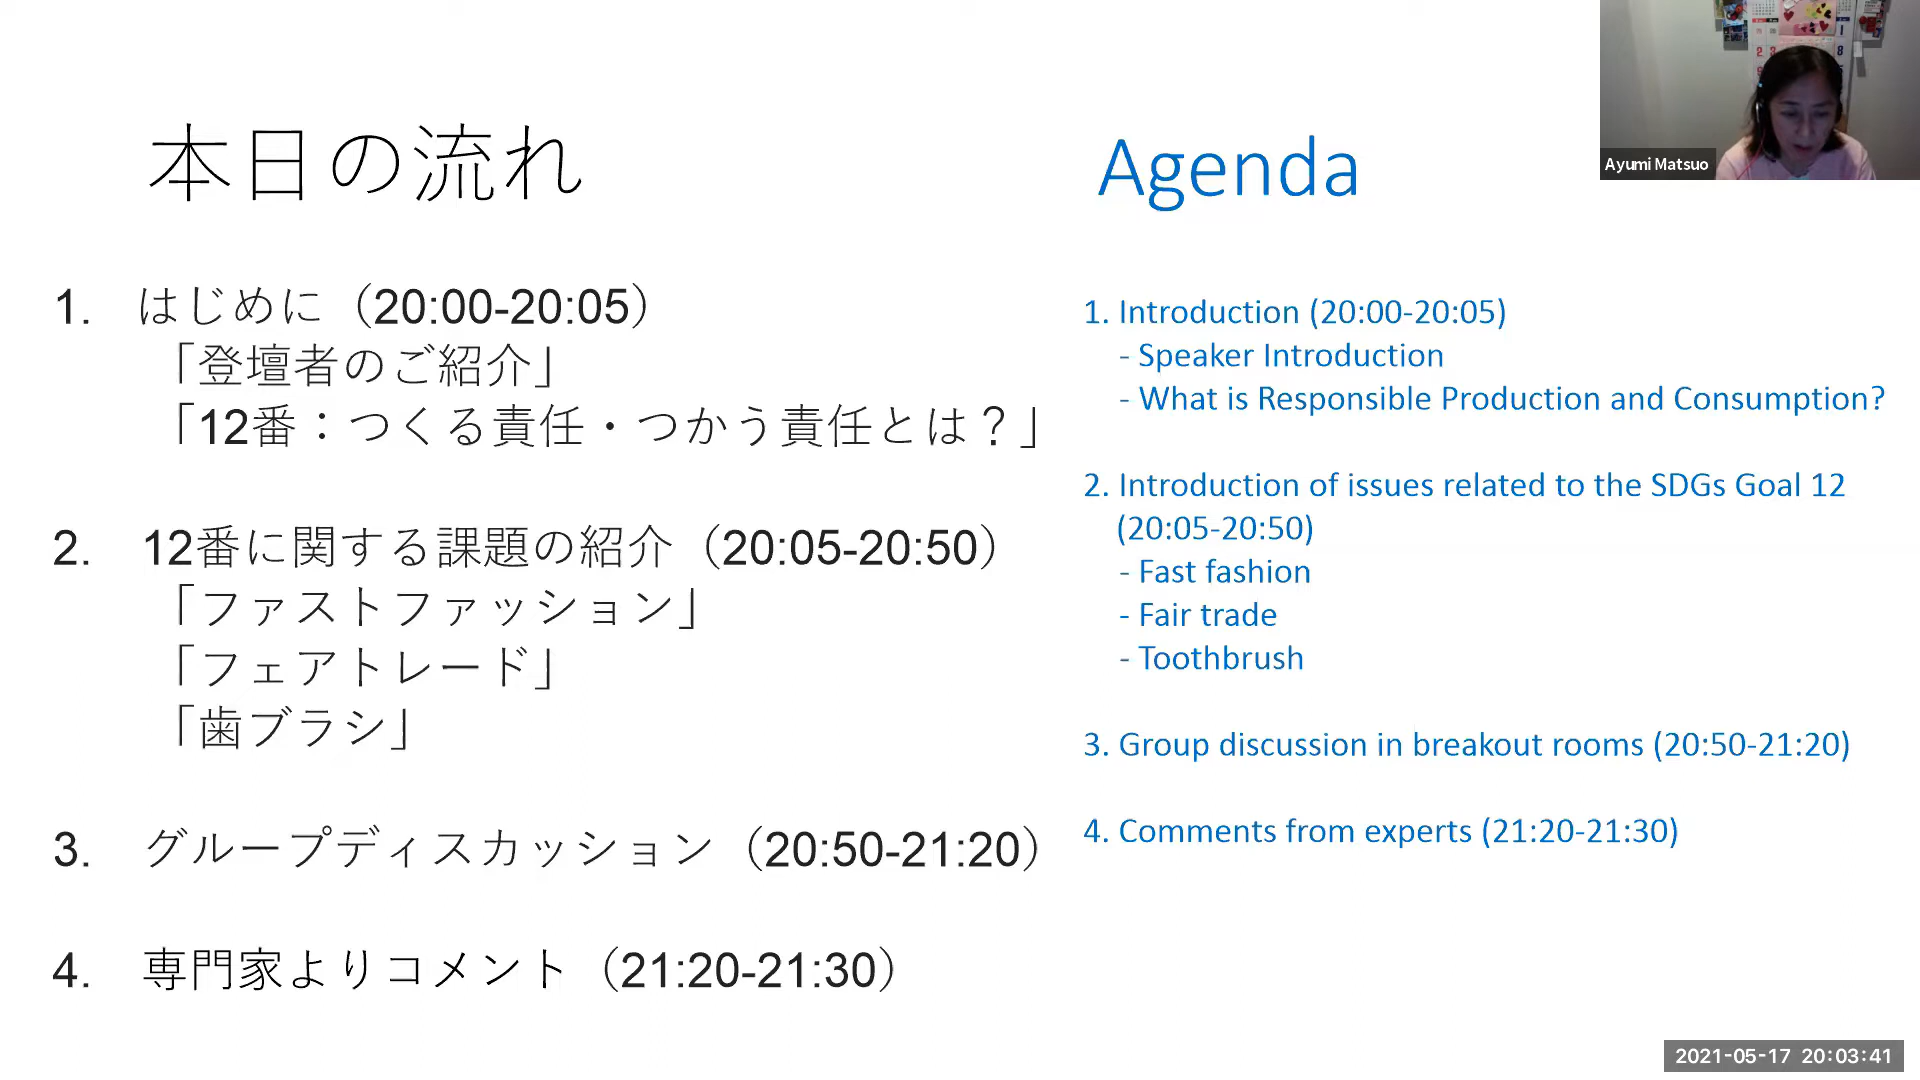 本日の流れ
1. はじめに（20:00-20:05）
「登壇者のご紹介」
「12番：つくる責任・つかう責任とは？」
2. 12番に関する課題の紹介（20:05-20:50）
「ファストファッション」
「フェアトレード」
「歯ブラシ」
3. グループディスカッション（20:50-21:20）
4. 専門家よりコメント（21:20-21:30）
Agenda
1. Introduction (20:00-20:05)
- Speaker Introduction
- What is Responsible Production and Consumption?
2. Introduction of issues related to the SDGs Goal 12
(20:05-20:50)
- Fast fashion
- Fair trade
- Toothbrush
3. Group discussion in breakout rooms (20:50-21:20)
4. Comments from experts (21:20-21:30)
Ayumi Matsuo
2021-05-17 20:03:41